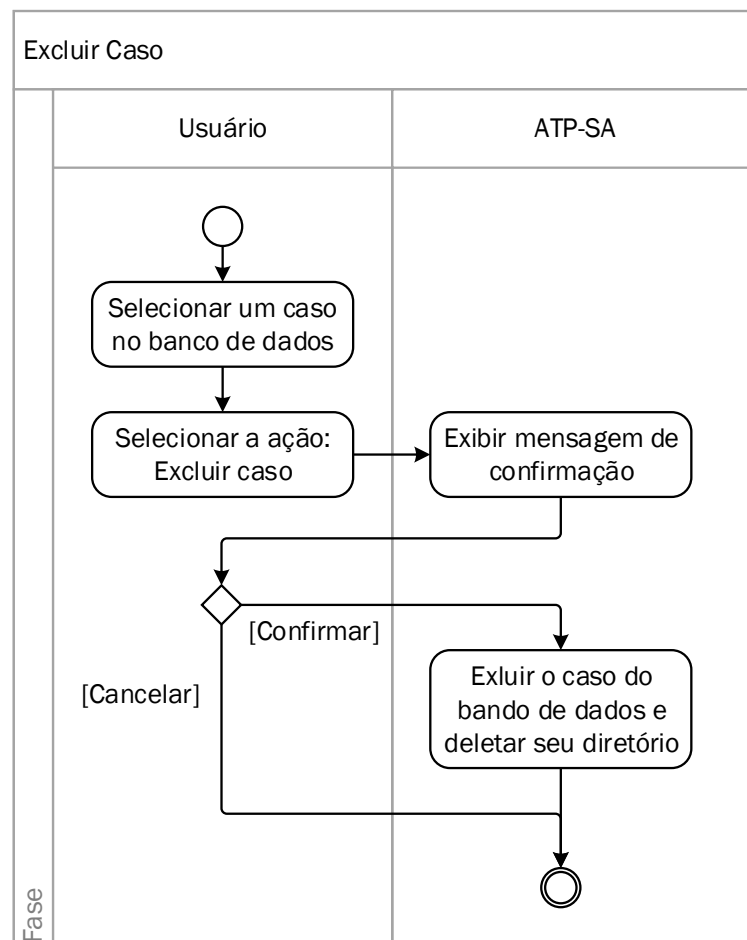 Excluir Caso
Usuário
ATP-SA
Selecionar um caso
no banco de dados
Selecionar a ação:
Excluir caso
Exibir mensagem de
confirmação
[Confirmar]
[Cancelar]
Exluir o caso do
bando de dados e
deletar seu diretório
Fase